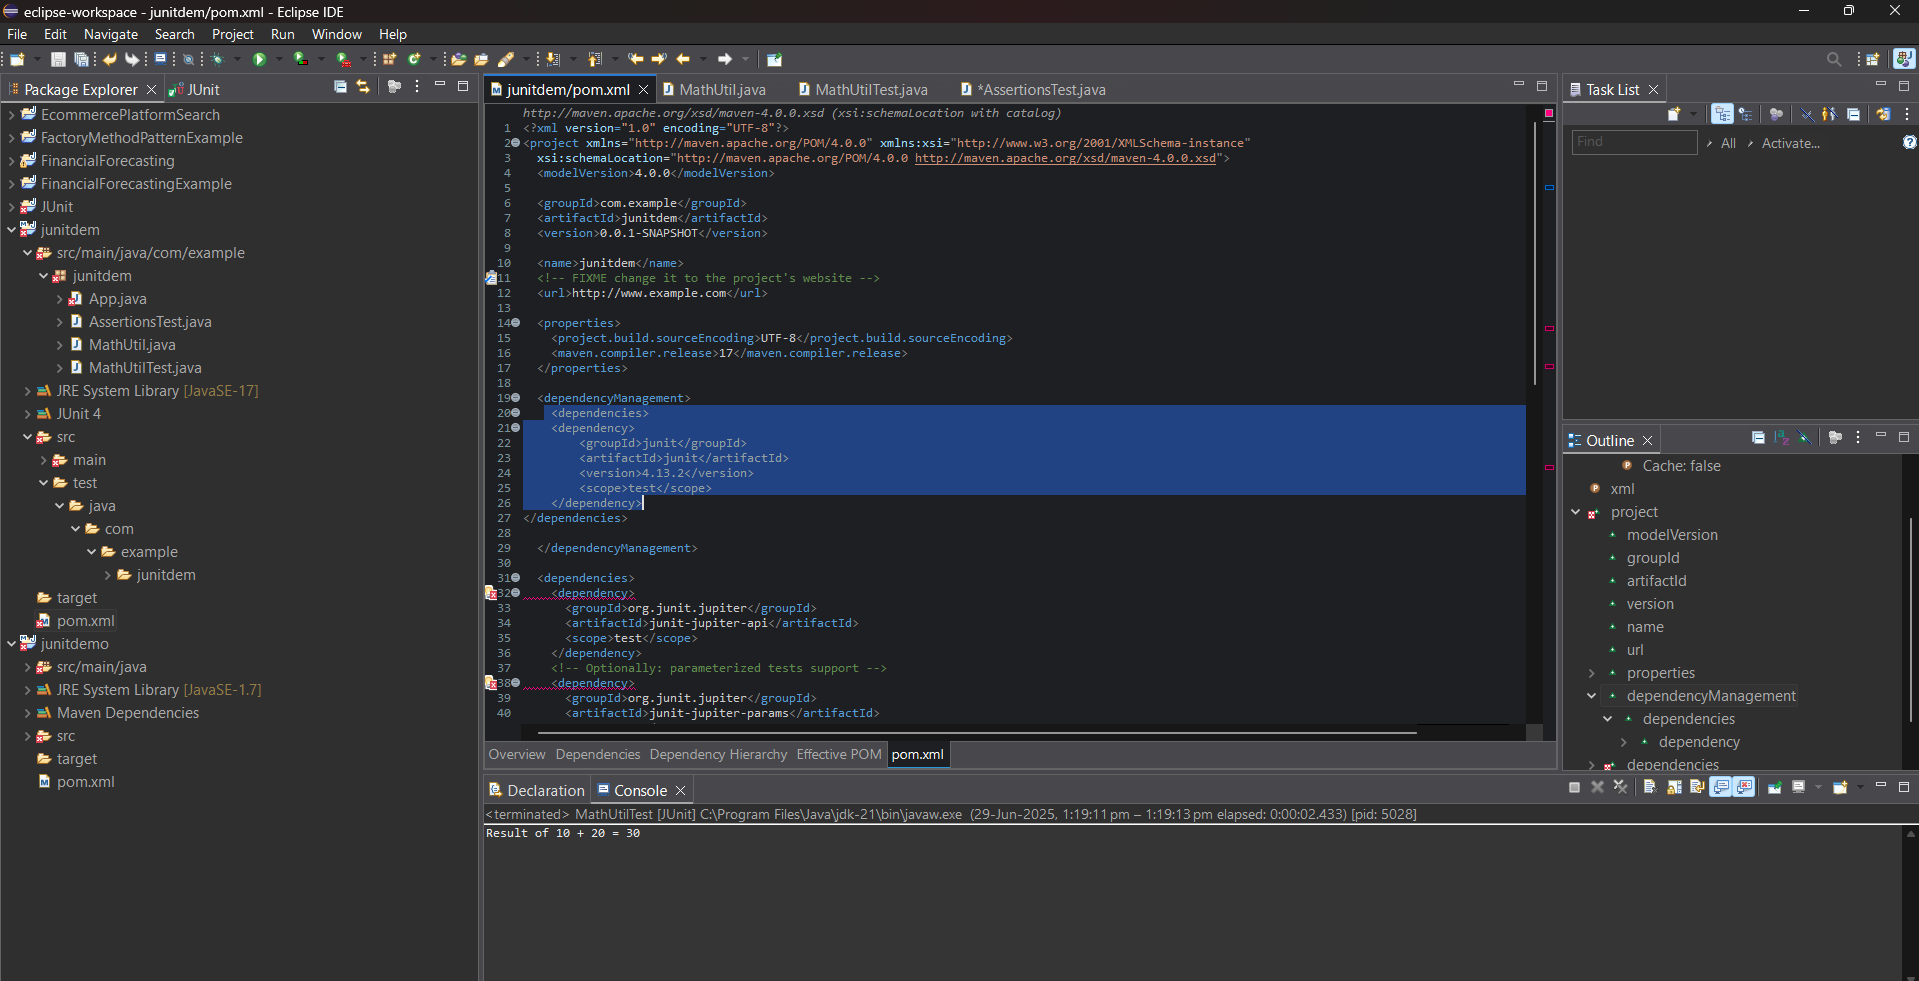 eclipse-workspace - junitdem/pom.xml - Eclipse IDE
File Edit Navigate Search Project Run Window Help
Package Explorer
JUnit
EcommercePlatformSearch
FactoryMethodPatternExample
FinancialForecasting
FinancialForecastingExample
JUnit
junitdem
src/main/java/com/example
junitdem
App.java
AssertionsTest.java
MathUtil.java
MathUtilTest.java
JRE System Library [JavaSE-17]
JUnit 4
src
main
test
java
com
example
junitdem
target
pom.xml
junitdemo
src/main/java
JRE System Library [JavaSE-1.7]
Maven Dependencies
src
target
pom.xml
junitdem/pom.xml MathUtil.java MathUtilTest.java *AssertionsTest.java
http://maven.apache.org/xsd/maven-4.0.0.xsd (xsi:schemaLocation with catalog)
1 <?xml version="1.0" encoding="UTF-8"?>
2 <project xmlns="http://maven.apache.org/POM/4.0.0" xmlns:xsi="http://www.w3.org/2001/XMLSchema-instance"
3 xsi:schemaLocation="http://maven.apache.org/POM/4.0.0 http://maven.apache.org/xsd/maven-4.0.0.xsd">
4 <modelVersion>4.0.0</modelVersion>
5
6 <groupId>com.example</groupId>
7 <artifactId>junitdem</artifactId>
8 <version>0.0.1-SNAPSHOT</version>
9
10 <name>junitdem</name>
11 <!-- FIXME change it to the project's website -->
12 <url>http://www.example.com</url>
13
14 <properties>
15 <project.build.sourceEncoding>UTF-8</project.build.sourceEncoding>
16 <maven.compiler.release>17</maven.compiler.release>
17 </properties>
18
19 <dependencyManagement>
20 <dependencies>
21 <dependency>
22 <groupId>junit</groupId>
23 <artifactId>junit</artifactId>
24 <version>4.13.2</version>
25 <scope>test</scope>
26 </dependency>
27 </dependencies>
28
29 </dependencyManagement>
30
31 <dependencies>
32 <dependency>
33 <groupId>org.junit.jupiter</groupId>
34 <artifactId>junit-jupiter-api</artifactId>
35 <scope>test</scope>
36 </dependency>
37 <!-- Optionally: parameterized tests support -->
38 <dependency>
39 <groupId>org.junit.jupiter</groupId>
40 <artifactId>junit-jupiter-params</artifactId>
Overview Dependencies Dependency Hierarchy Effective POM pom.xml
Declaration Console
<terminated> MathUtilTest [JUnit] C:\Program Files\Java\jdk-21\bin\javaw.exe (29-Jun-2025, 1:19:11 pm – 1:19:13 pm elapsed: 0:00:02.433) [pid: 5028]
Result of 10 + 20 = 30
Task List
Find All Activate...
Outline
Cache: false
xml
project
modelVersion
groupId
artifactId
version
name
url
properties
dependencyManagement
dependencies
dependency
dependencies